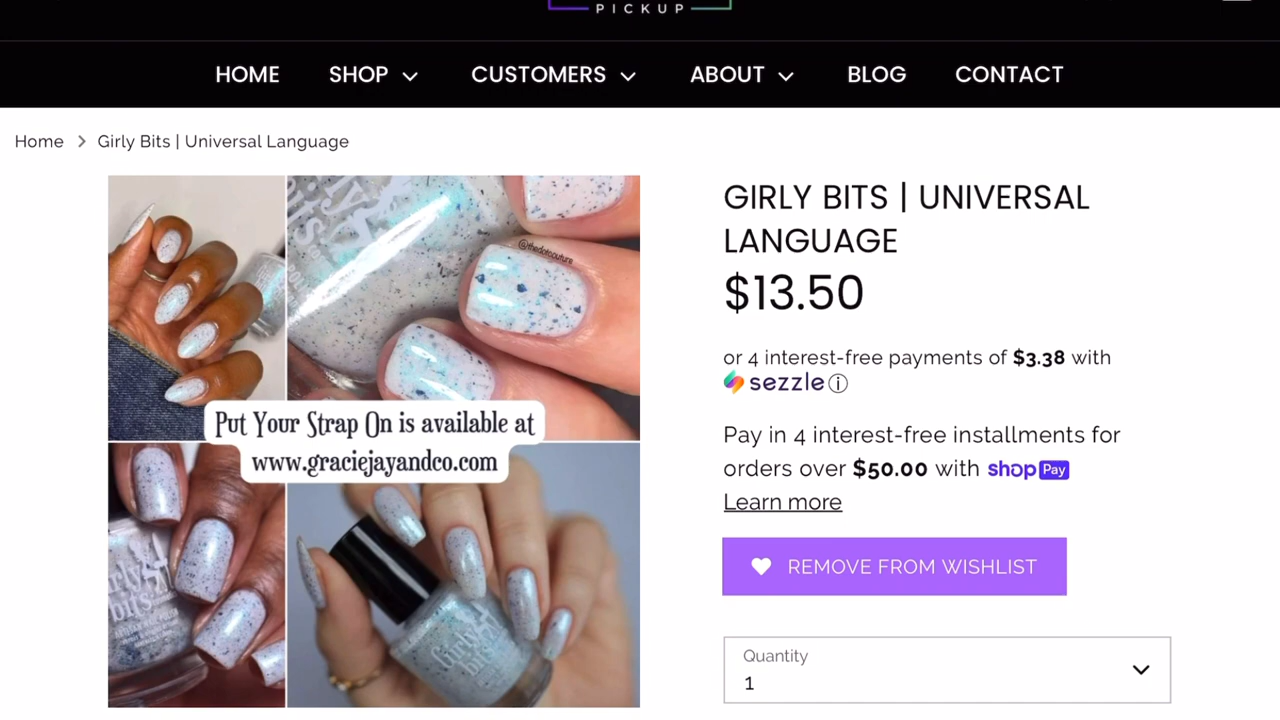 PICKUP
HOME SHOP CUSTOMERS ABOUT BLOG CONTACT
Home > Girly Bits | Universal Language
@thedotcouture
Put Your Strap On is available at
www.graciejayandco.com
Girly
bits
GIRLY BITS | UNIVERSAL
LANGUAGE
$13.50
or 4 interest-free payments of $3.38 with
sezzle
Pay in 4 interest-free installments for
orders over $50.00 with shop Pay
Learn more
REMOVE FROM WISHLIST
Quantity
1